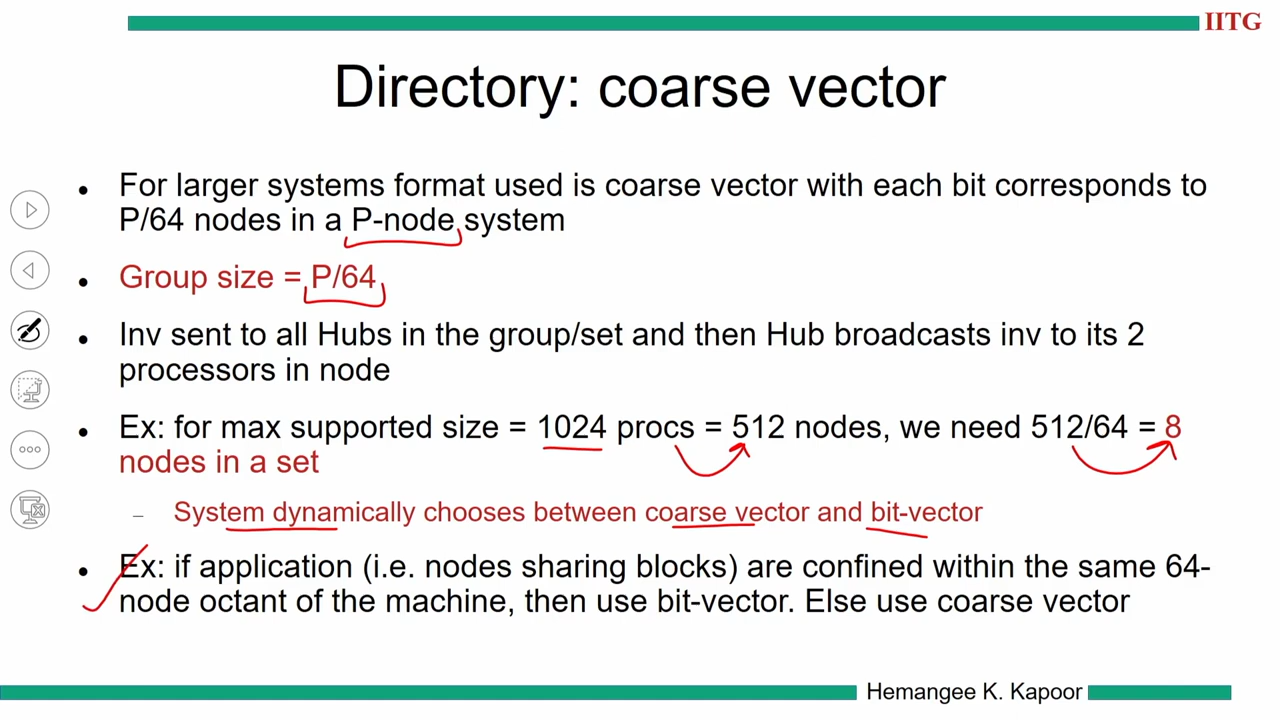 IITG
Directory: coarse vector
• For larger systems format used is coarse vector with each bit corresponds to
P/64 nodes in a P-node system
• Group size = P/64
• Inv sent to all Hubs in the group/set and then Hub broadcasts inv to its 2
processors in node
• Ex: for max supported size = 1024 procs = 512 nodes, we need 512/64 = 8
nodes in a set
– System dynamically chooses between coarse vector and bit-vector
• Ex: if application (i.e. nodes sharing blocks) are confined within the same 64-
node octant of the machine, then use bit-vector. Else use coarse vector
Hemangee K. Kapoor